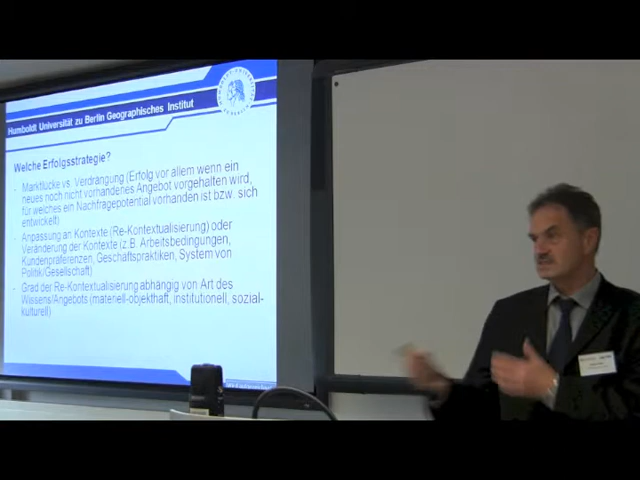 Humboldt Universität zu Berlin Geographisches Institut
Welche Erfolgsstrategie?
- Marktlücke vs. Verdrängung (Erfolg vor allem wenn ein
neues noch nicht vorhandenes Angebot vorgehalten wird,
für welches ein Nachfragepotential vorhanden ist bzw. sich
entwickelt)
- Anpassung an Kontexte (Re-Kontextualisierung) oder
Veränderung der Kontexte (z.B. Arbeitsbedingungen,
Kundenpräferenzen, Geschäftspraktiken, System von
Politik/Gesellschaft)
- Grad der Re-Kontextualisierung abhängig von Art des
Wissens/Angebots (materiell-objekthaft, institutionell, sozial-
kulturell)